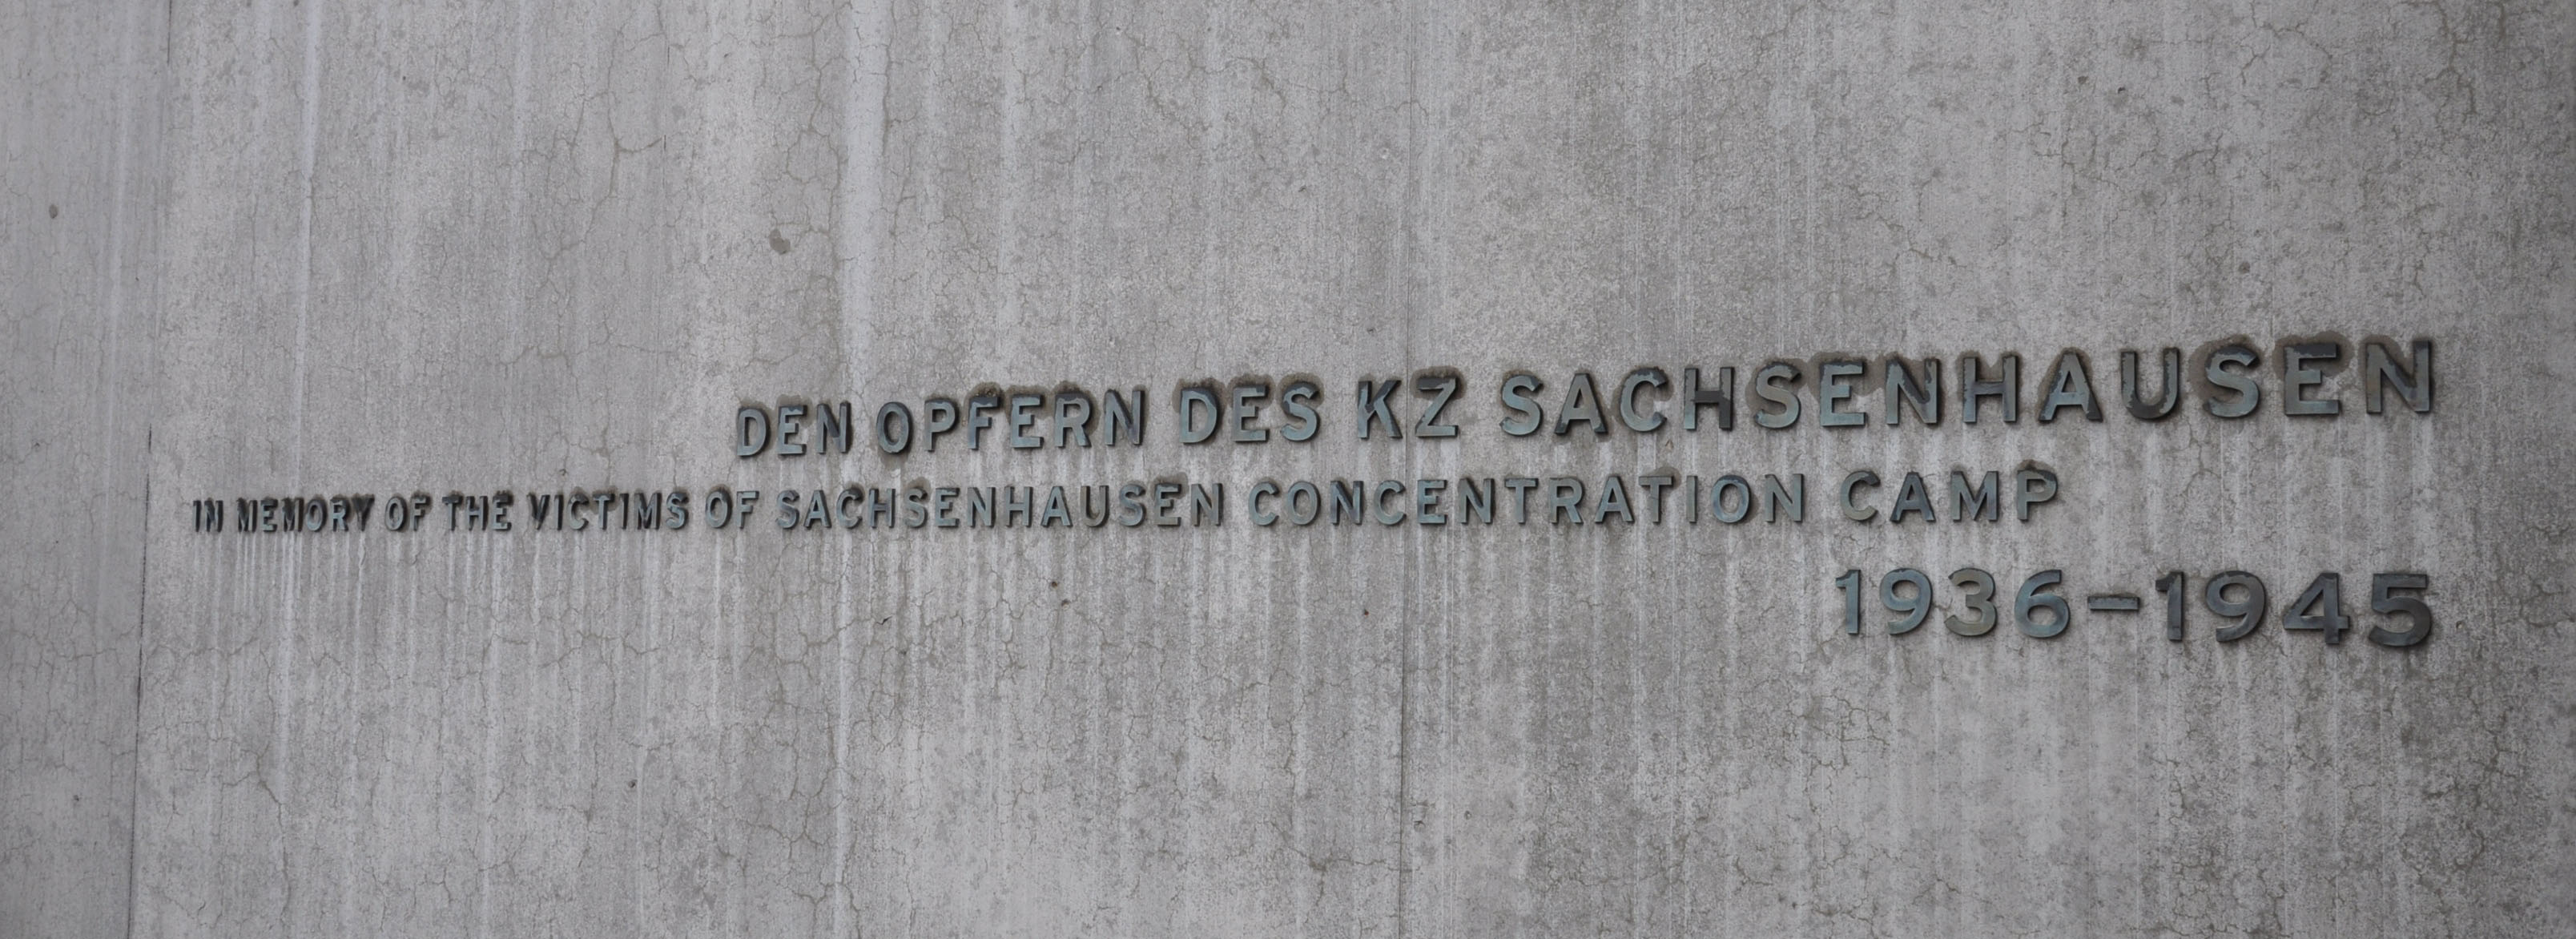 DEN OPFERN DES KZ SACHSENHAUSEN
IN MEMORY OF THE VICTIMS OF SACHSENHAUSEN CONCENTRATION CAMP
1936–1945